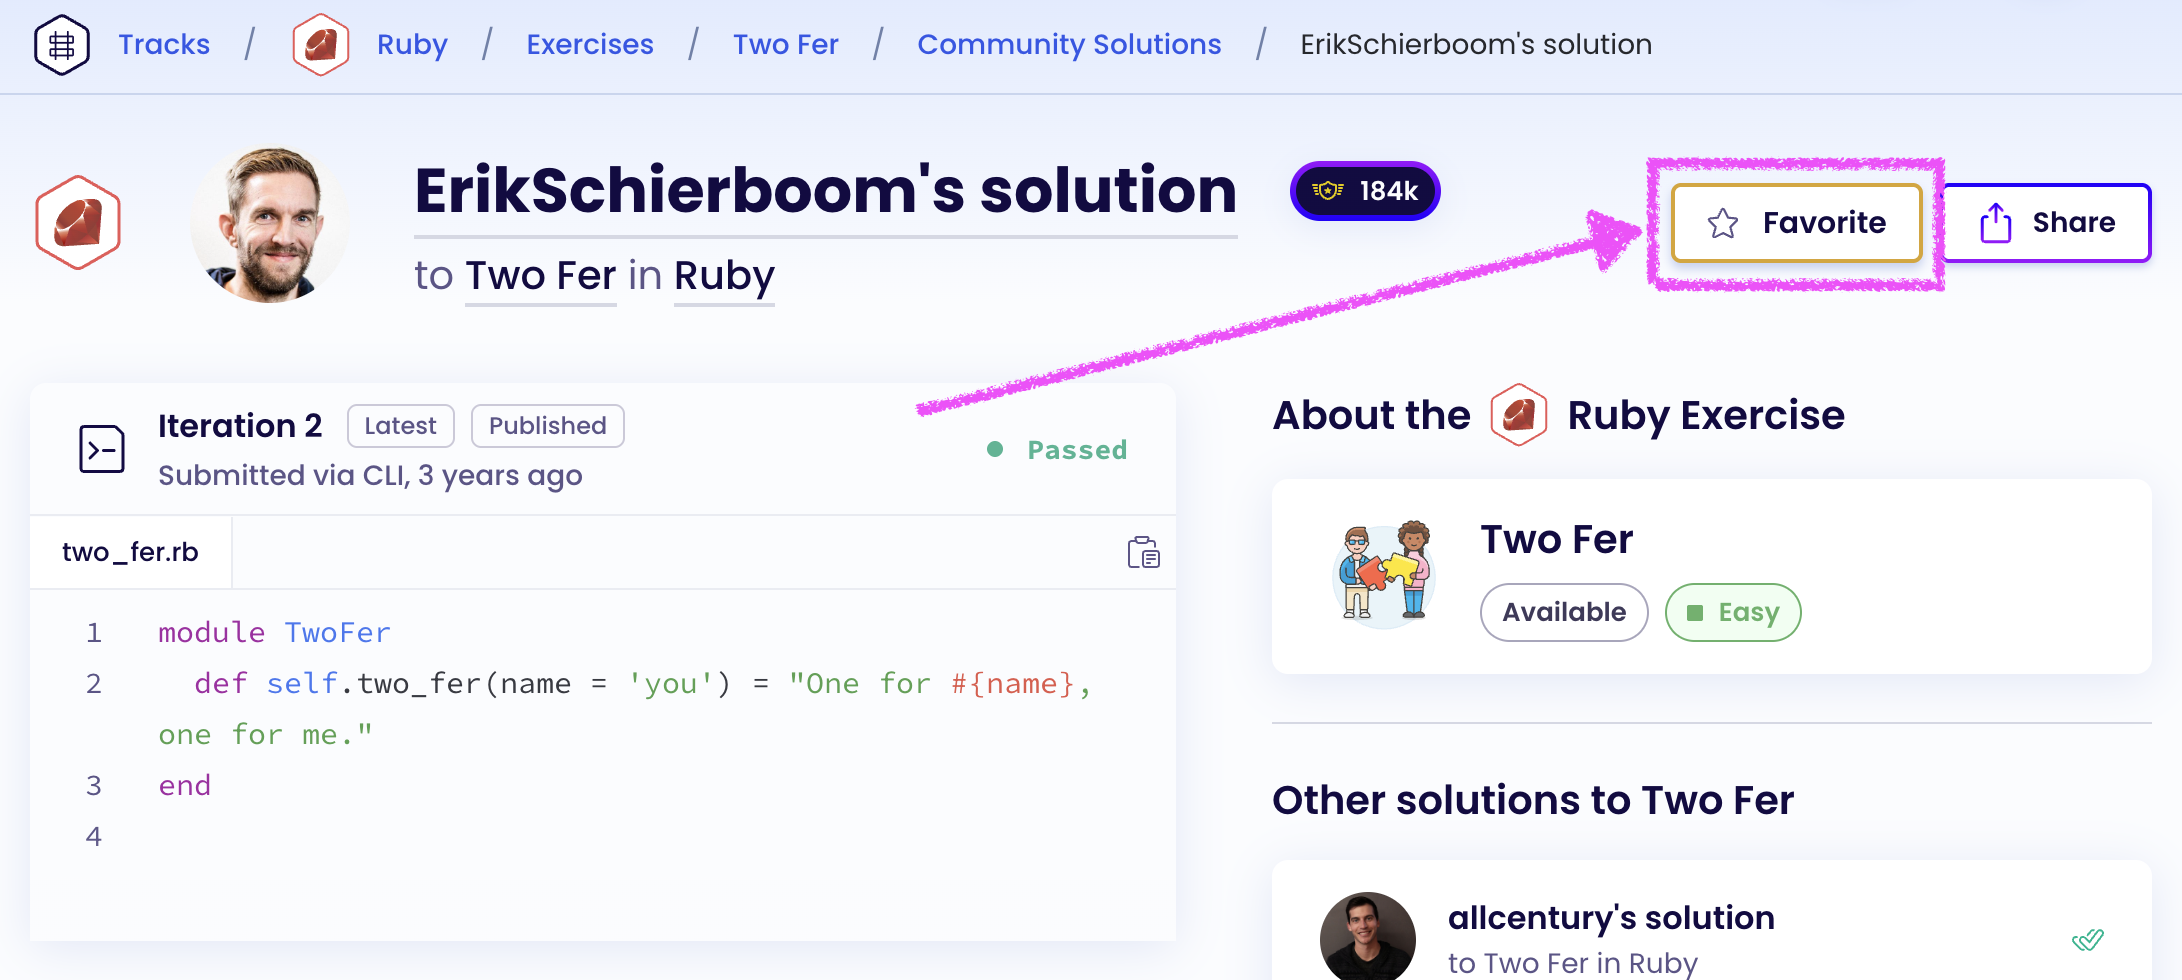 Tracks / Ruby / Exercises / Two Fer / Community Solutions / ErikSchierboom's solution
ErikSchierboom's solution
184k
Favorite
Share
to Two Fer in Ruby
Iteration 2 Latest Published
Submitted via CLI, 3 years ago
Passed
two_fer.rb
1 module TwoFer
2 def self.two_fer(name = 'you') = "One for #{name},
one for me."
3 end
4
About the Ruby Exercise
Two Fer
Available Easy
Other solutions to Two Fer
allcentury's solution
to Two Fer in Ruby